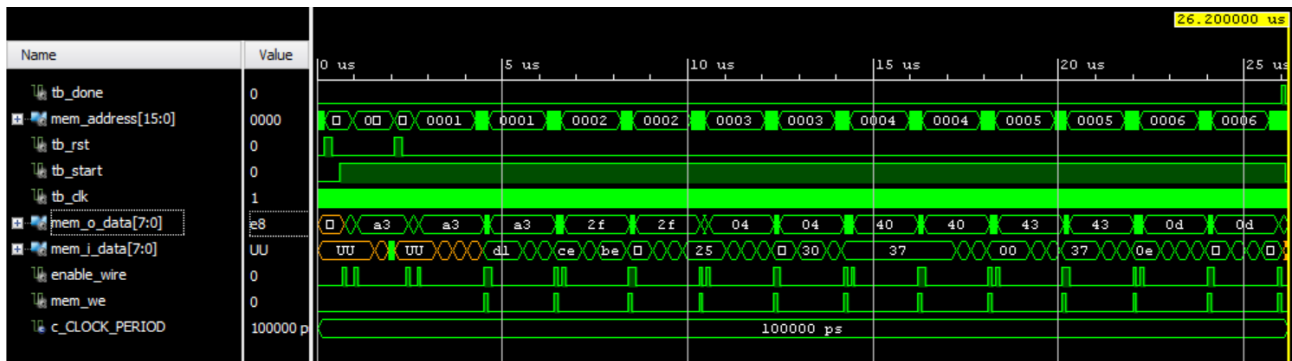 26.200000 us
Name Value
0 us 5 us 10 us 15 us 20 us 25 us
tb_done 0
mem_address[15:0] 0000 0001 0001 0002 0002 0003 0003 0004 0004 0005 0005 0006 0006
tb_rst 0
tb_start 0
tb_clk 1
mem_o_data[7:0] e8 a3 a3 a3 2f 2f 04 04 40 40 43 43 0d 0d
mem_i_data[7:0] UU UU UU d1 ce be 25 30 37 00 37 0e
enable_wire 0
mem_we 0
c_CLOCK_PERIOD 100000 p 100000 ps